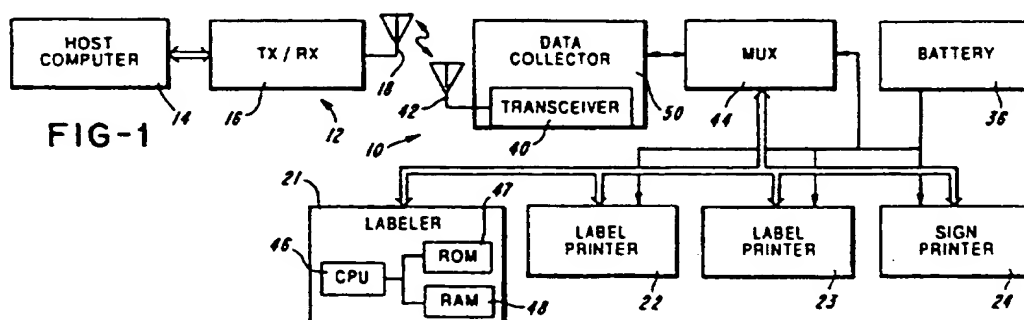 HOST
COMPUTER
14
TX / RX
16
12
18
42
10
DATA
COLLECTOR
TRANSCEIVER
40
50
MUX
44
BATTERY
36
FIG-1
21
LABELER
46
CPU
ROM
47
RAM
48
LABEL
PRINTER
22
LABEL
PRINTER
23
SIGN
PRINTER
24